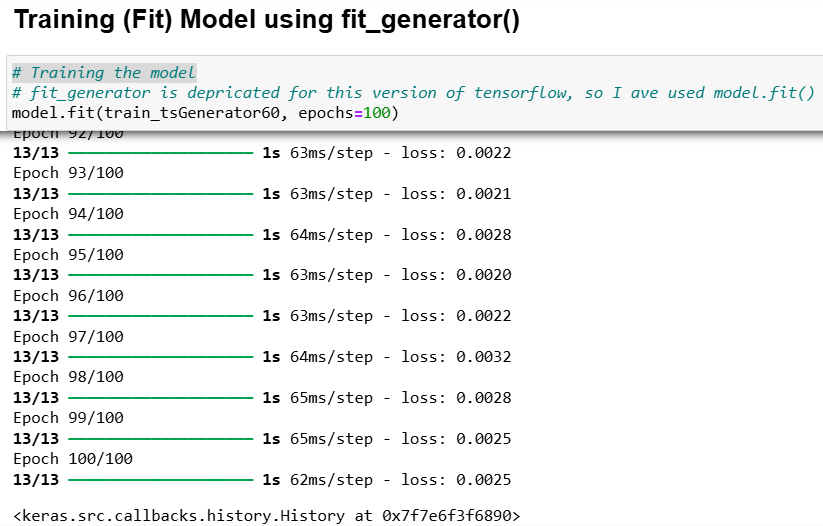 Training (Fit) Model using fit_generator()
# Training the model
# fit_generator is depricated for this version of tensorflow, so I ave used model.fit()
model.fit(train_tsGenerator60, epochs=100)
Epoch 92/100
13/13 ━━━━━━━━━━━━━━━━━━━━ 1s 63ms/step - loss: 0.0022
Epoch 93/100
13/13 ━━━━━━━━━━━━━━━━━━━━ 1s 63ms/step - loss: 0.0021
Epoch 94/100
13/13 ━━━━━━━━━━━━━━━━━━━━ 1s 64ms/step - loss: 0.0028
Epoch 95/100
13/13 ━━━━━━━━━━━━━━━━━━━━ 1s 63ms/step - loss: 0.0020
Epoch 96/100
13/13 ━━━━━━━━━━━━━━━━━━━━ 1s 63ms/step - loss: 0.0022
Epoch 97/100
13/13 ━━━━━━━━━━━━━━━━━━━━ 1s 64ms/step - loss: 0.0032
Epoch 98/100
13/13 ━━━━━━━━━━━━━━━━━━━━ 1s 65ms/step - loss: 0.0028
Epoch 99/100
13/13 ━━━━━━━━━━━━━━━━━━━━ 1s 65ms/step - loss: 0.0025
Epoch 100/100
13/13 ━━━━━━━━━━━━━━━━━━━━ 1s 62ms/step - loss: 0.0025
<keras.src.callbacks.history.History at 0x7f7e6f3f6890>